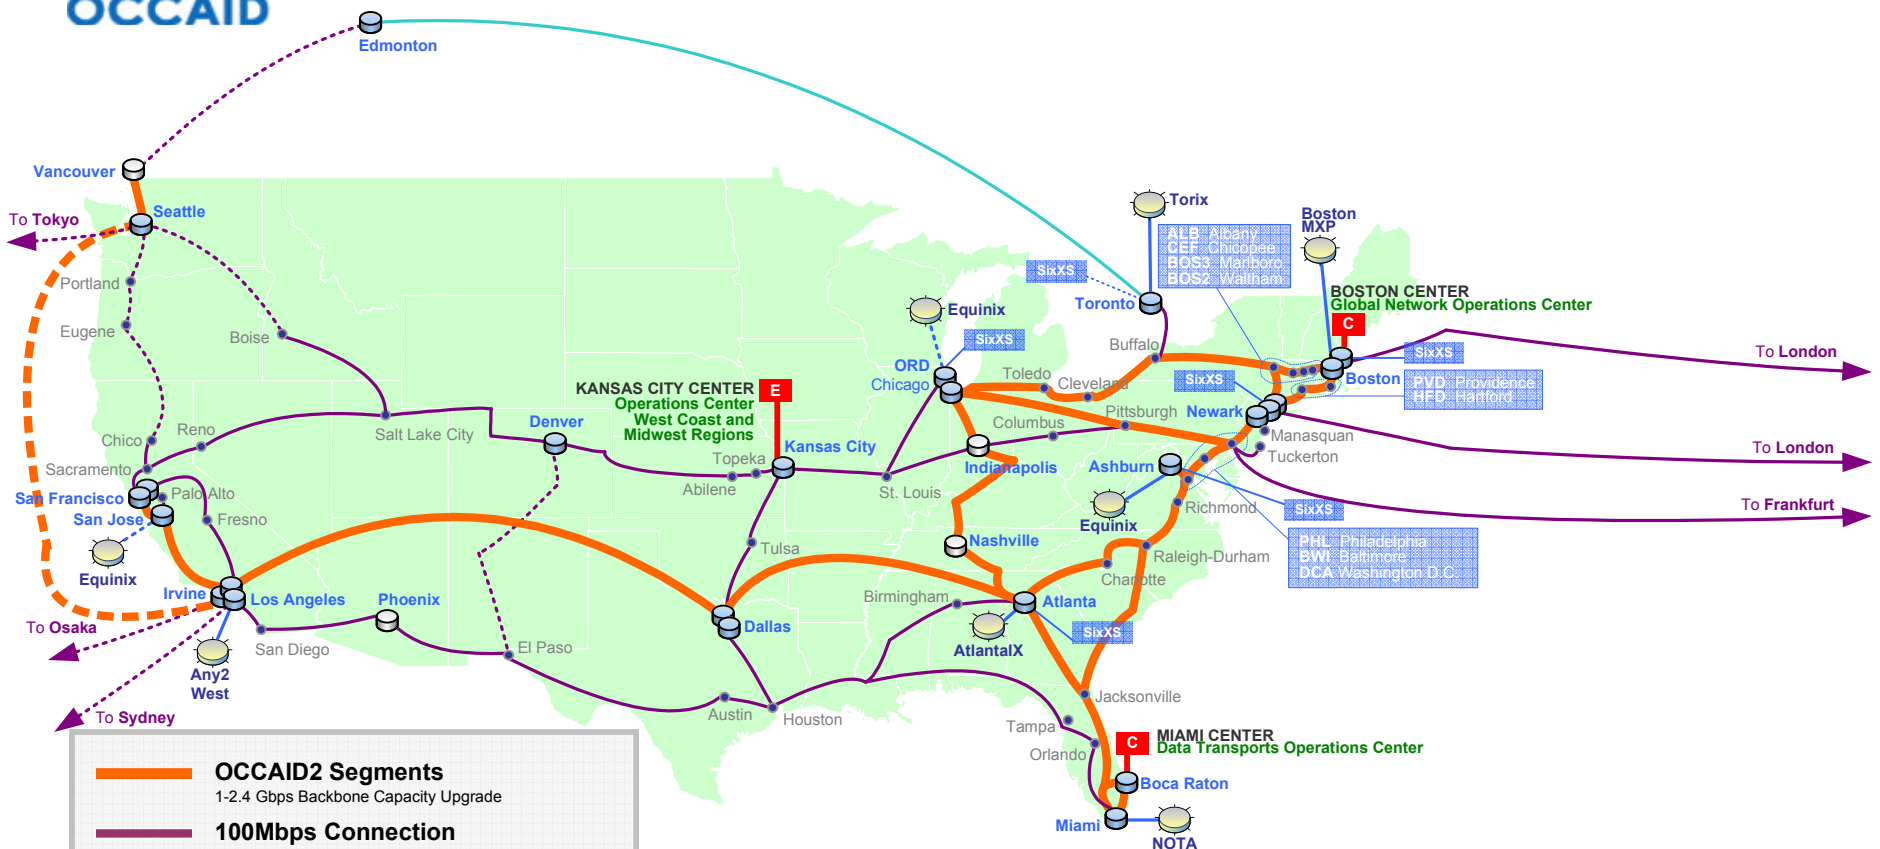 OCCAID
Edmonton
Vancouver
To Tokyo
Seattle
Torix
Boston
MXP
ALB Albany
CEF Chicopee
BOS3 Marlboro
BOS2 Waltham
SixXS
Toronto
BOSTON CENTER
Global Network Operations Center
C
Portland
Eugene
Boise
Equinix
SixXS
Buffalo
SixXS
To London
ORD
Chicago
Toledo
Cleveland
SixXS
Boston
PVD Providence
HFD Hartford
KANSAS CITY CENTER
Operations Center
West Coast and
Midwest Regions
E
Denver
Salt Lake City
Reno
Chico
Sacramento
Kansas City
Topeka
Abilene
St. Louis
Columbus
Pittsburgh
Newark
Manasquan
Tuckerton
To London
Indianapolis
Ashburn
San Francisco
Palo Alto
San Jose
Fresno
Equinix
Equinix
Richmond
SixXS
To Frankfurt
Nashville
Tulsa
Raleigh-Durham
Charlotte
PHL Philadelphia
BWI Baltimore
DCA Washington D.C.
Irvine
Los Angeles
Phoenix
Birmingham
Atlanta
Dallas
SixXS
AtlantaIX
To Osaka
San Diego
El Paso
Any2
West
To Sydney
Austin
Houston
Jacksonville
Tampa
Orlando
C
MIAMI CENTER
Data Transports Operations Center
Boca Raton
Miami
NOTA
OCCAID2 Segments
1-2.4 Gbps Backbone Capacity Upgrade
100Mbps Connection